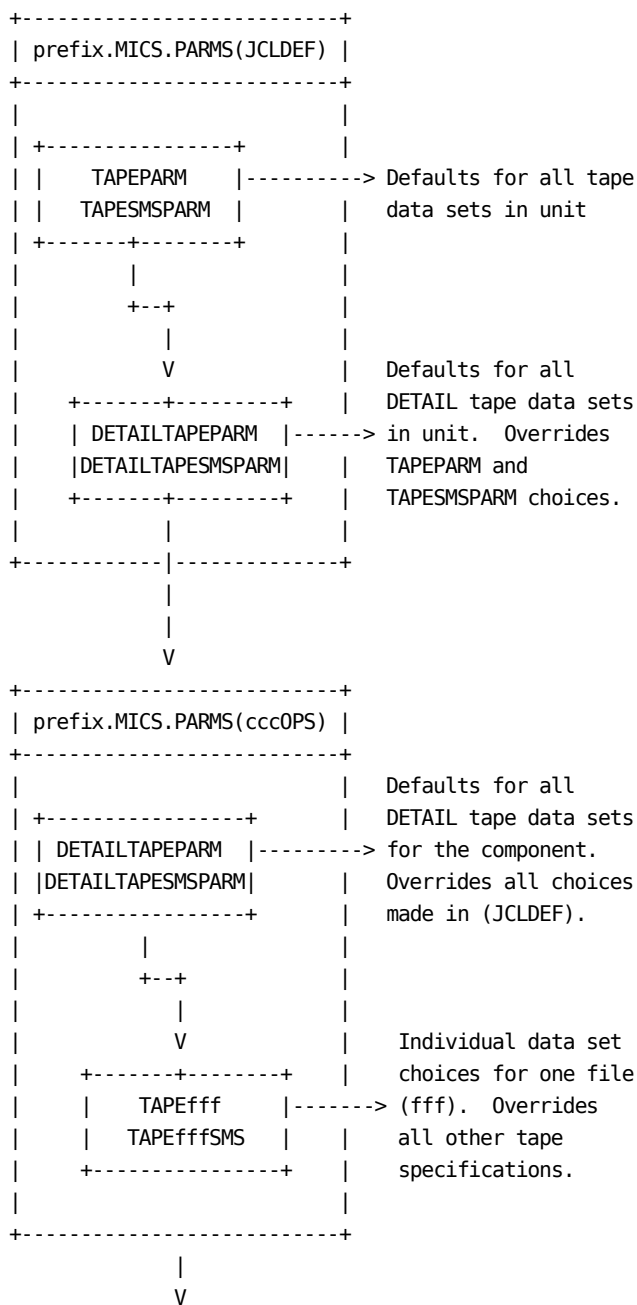 +---------------------------+
| prefix.MICS.PARMS(JCLDEF) |
+---------------------------+
|                           |
| +----------------+        |
| |    TAPEPARM    |----------> Defaults for all tape
| |   TAPESMSPARM  |        |   data sets in unit
| +-------+--------+        |
|         |                 |
|         +--+              |
|            |              |
|            V              |   Defaults for all
|    +-------+---------+    |   DETAIL tape data sets
|    | DETAILTAPEPARM  |------> in unit.  Overrides
|    |DETAILTAPESMSPARM|    |   TAPEPARM and
|    +-------+---------+    |   TAPESMSPARM choices.
|            |              |
+------------|--------------+
             |
             |
             V
+---------------------------+
| prefix.MICS.PARMS(cccOPS) |
+---------------------------+
|                           |   Defaults for all
| +-----------------+       |   DETAIL tape data sets
| | DETAILTAPEPARM  |---------> for the component.
| |DETAILTAPESMSPARM|       |   Overrides all choices
| +-----------------+       |   made in (JCLDEF).
|          |                |
|          +--+             |
|             |             |
|             V             |    Individual data set
|     +-------+--------+    |    choices for one file
|     |    TAPEfff     |-------> (fff).  Overrides
|     |   TAPEfffSMS   |    |    all other tape
|     +----------------+    |    specifications.
|                           |
+---------------------------+
              |
              V